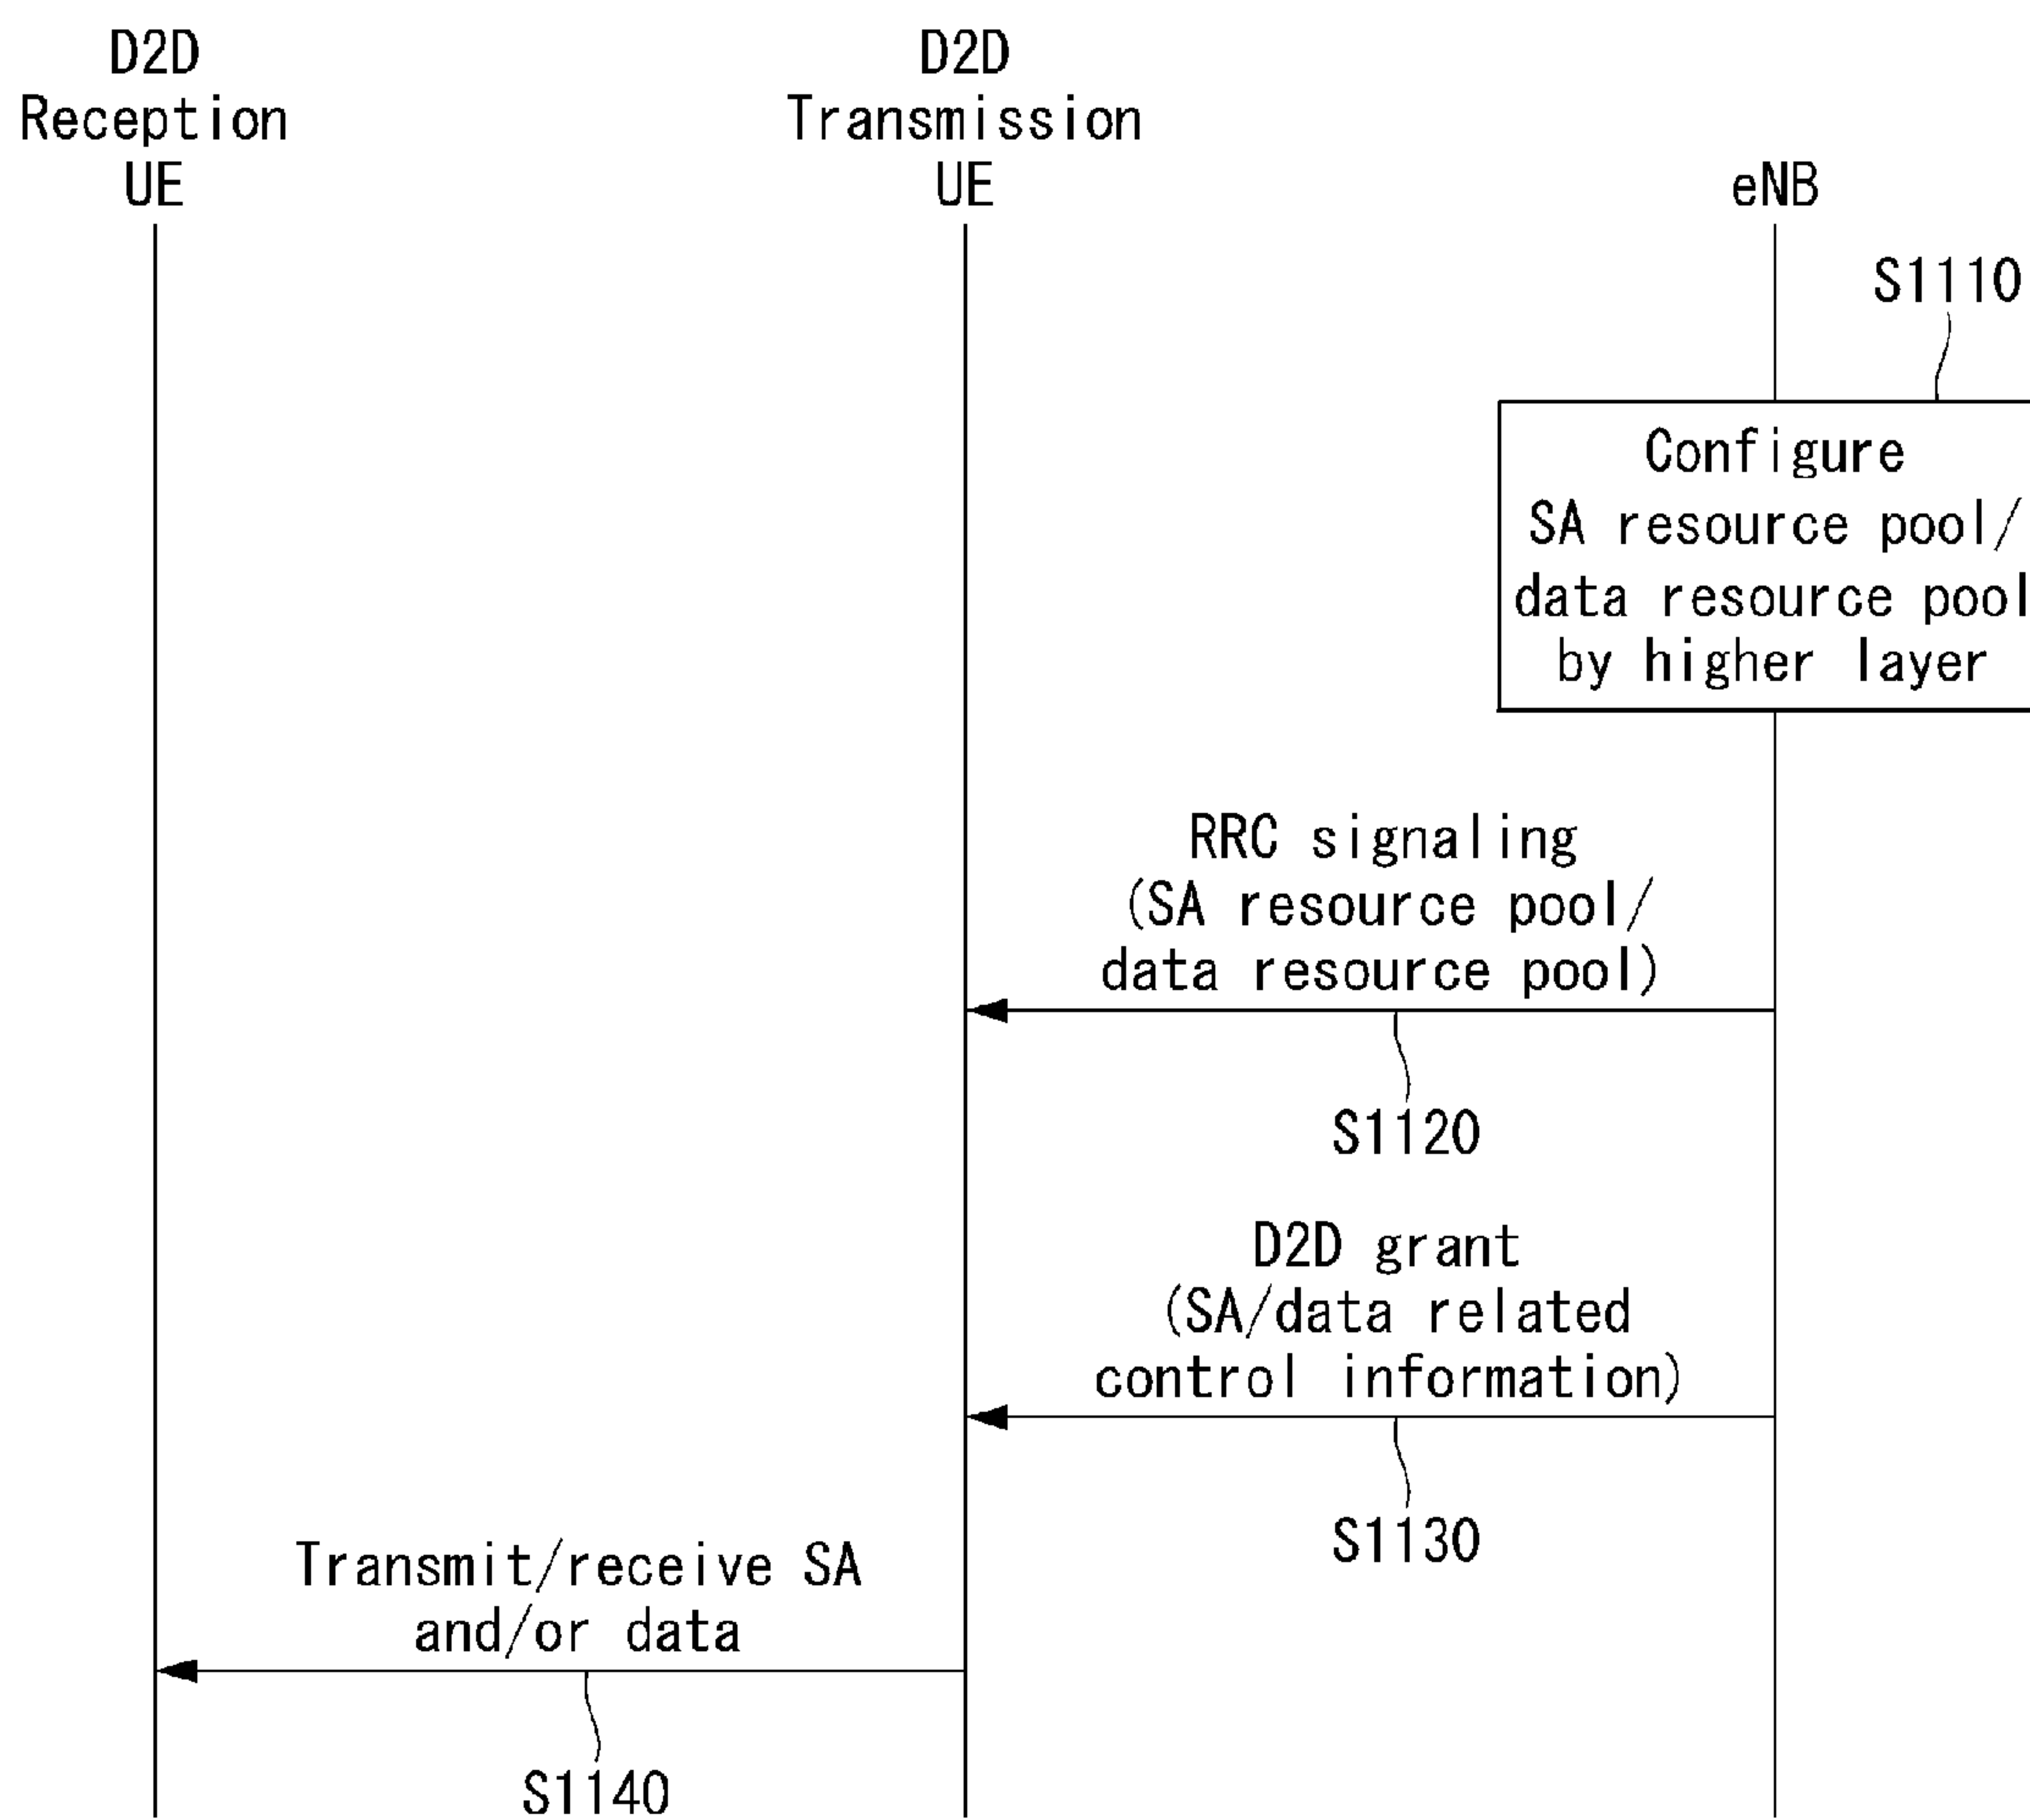 D2D
Reception
UE
D2D
Transmission
UE
eNB
S1110
Configure
SA resource pool/
data resource pool
by higher layer
RRC signaling
(SA resource pool/
data resource pool)
S1120
D2D grant
(SA/data related
control information)
S1130
Transmit/receive SA
and/or data
S1140